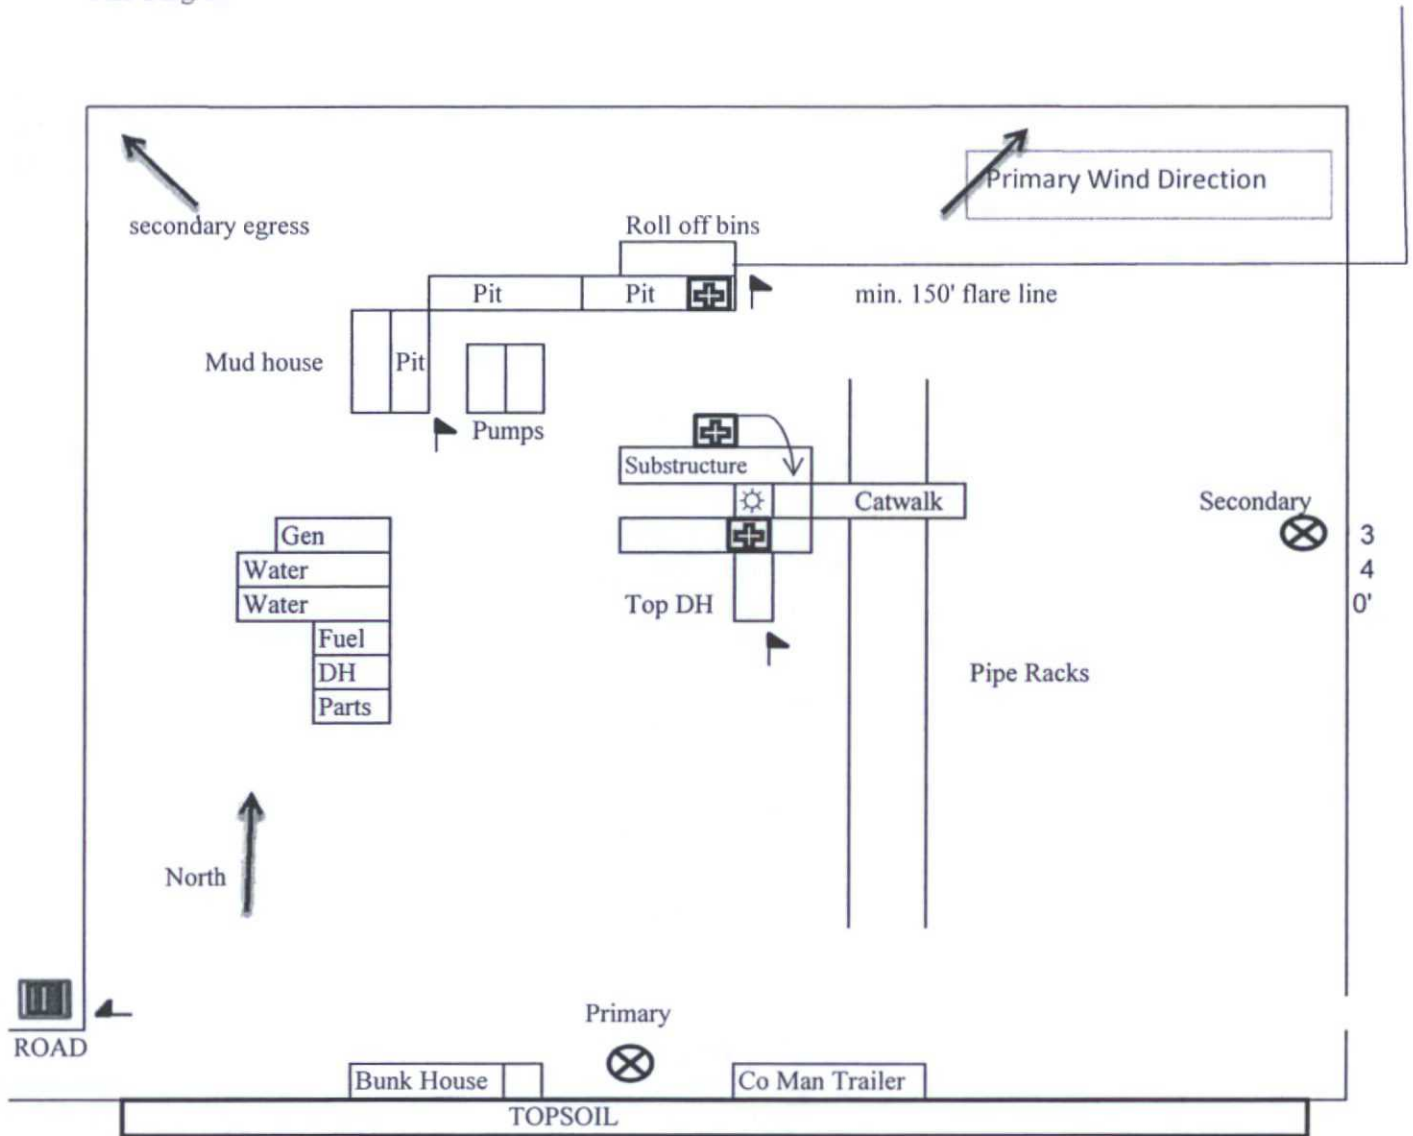 Primary Wind Direction
secondary egress
Roll off bins
Pit
Pit
min. 150' flare line
Mud house
Pit
Pumps
Substructure
Catwalk
Secondary
Gen
3
Water
4
Water
Top DH
0'
Fuel
DH
Pipe Racks
Parts
North
Primary
ROAD
Bunk House
Co Man Trailer
TOPSOIL